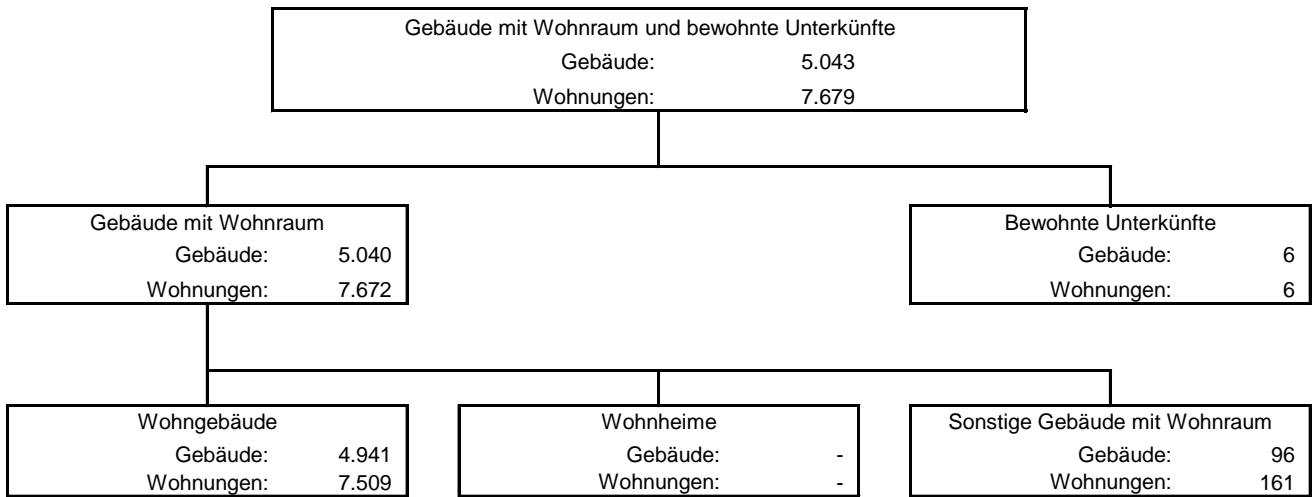 Gebäude mit Wohnraum und bewohnte Unterkünfte
Gebäude: 5.043
Wohnungen: 7.679
Gebäude mit Wohnraum
Gebäude: 5.040
Wohnungen: 7.672
Bewohnte Unterkünfte
Gebäude: 6
Wohnungen: 6
Wohngebäude
Gebäude: 4.941
Wohnungen: 7.509
Wohnheime
Gebäude: -
Wohnungen: -
Sonstige Gebäude mit Wohnraum
Gebäude: 96
Wohnungen: 161